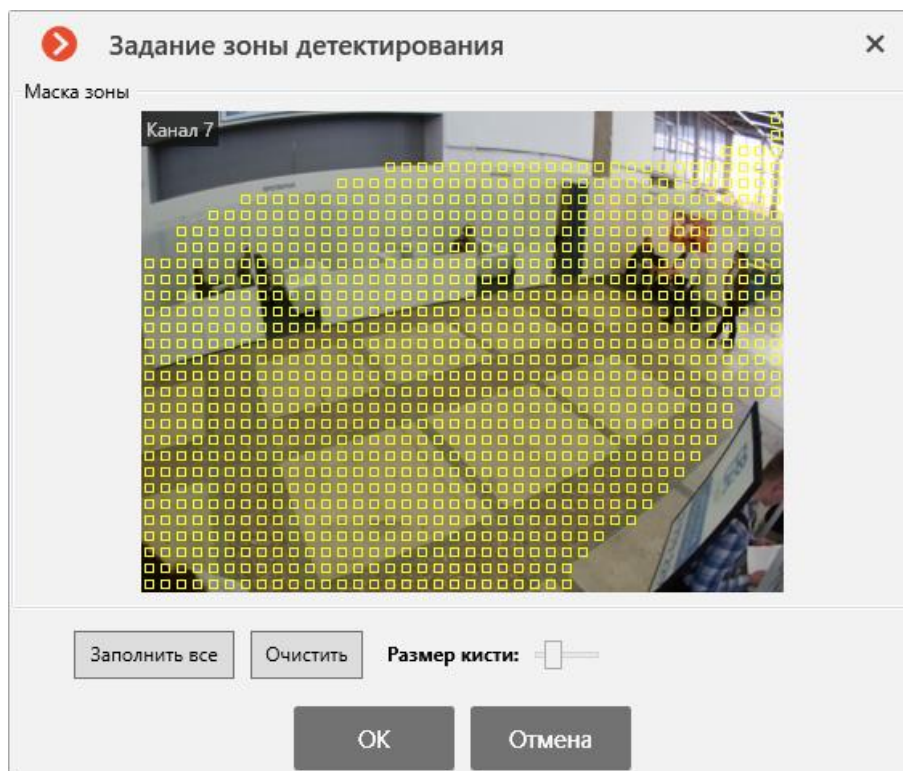 Задание зоны детектирования
Маска зоны
Канал 7
Заполнить все
Очистить
Размер кисти:
OK
Отмена